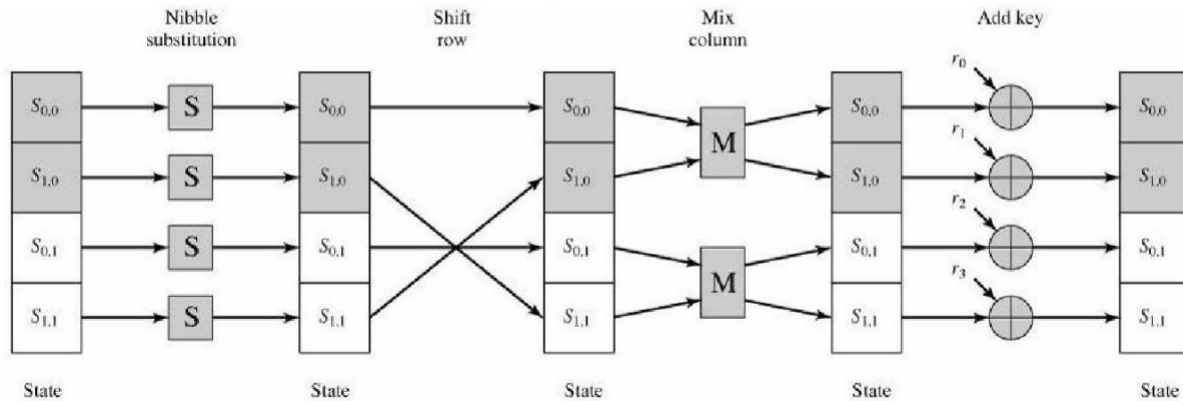 Nibble substitution
Shift row
Mix column
Add key
S0,0 S S0,0 S0,0 M S0,0 r0 S0,0
S1,0 S S1,0 S1,0 S1,0 r1 S1,0
S0,1 S S0,1 S0,1 M S0,1 r2 S0,1
S1,1 S S1,1 S1,1 S1,1 r3 S1,1
State State State State State